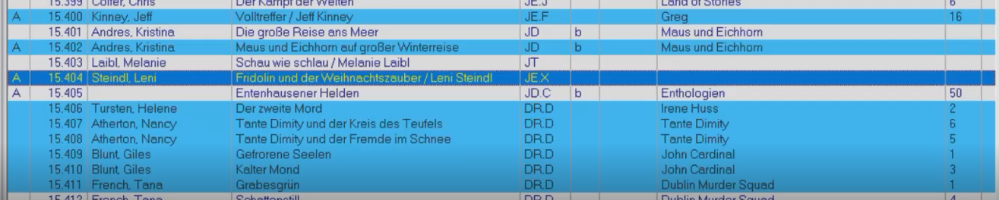 15.399 Colfer, Chris Der Kampf der Welten JE.J Land of Stories 6
A 15.400 Kinney, Jeff Volltreffer / Jeff Kinney JE.F Greg 16
15.401 Andres, Kristina Die große Reise ans Meer JD b Maus und Eichhorn
A 15.402 Andres, Kristina Maus und Eichhorn auf großer Winterreise JD b Maus und Eichhorn
15.403 Laibl, Melanie Schau wie schlau / Melanie Laibl JT
A 15.404 Steindl, Leni Fridolin und der Weihnachtszauber / Leni Steindl JE.X
A 15.405 Entenhausener Helden JD.C b Enthologien 50
15.406 Tursten, Helene Der zweite Mord DR.D Irene Huss 2
15.407 Atherton, Nancy Tante Dimity und der Kreis des Teufels DR.D Tante Dimity 6
15.408 Atherton, Nancy Tante Dimity und der Fremde im Schnee DR.D Tante Dimity 5
15.409 Blunt, Giles Gefrorene Seelen DR.D John Cardinal 1
15.410 Blunt, Giles Kalter Mond DR.D John Cardinal 3
15.411 French, Tana Grabesgrün DR.D Dublin Murder Squad 1
15.412 French, Tana Schattenstill DR.D Dublin Murder Squad 4